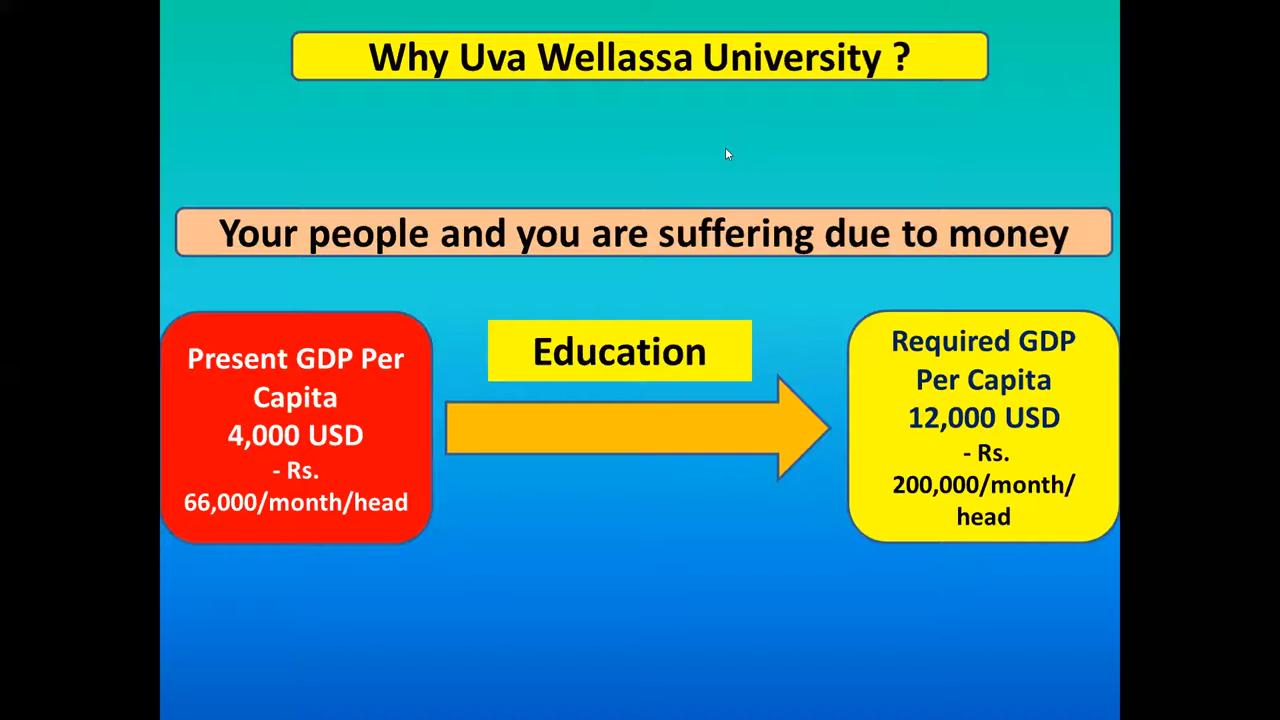 Why Uva Wellassa University ?
Your people and you are suffering due to money
Present GDP Per
Capita
4,000 USD
- Rs.
66,000/month/head
Education
Required GDP
Per Capita
12,000 USD
- Rs.
200,000/month/
head